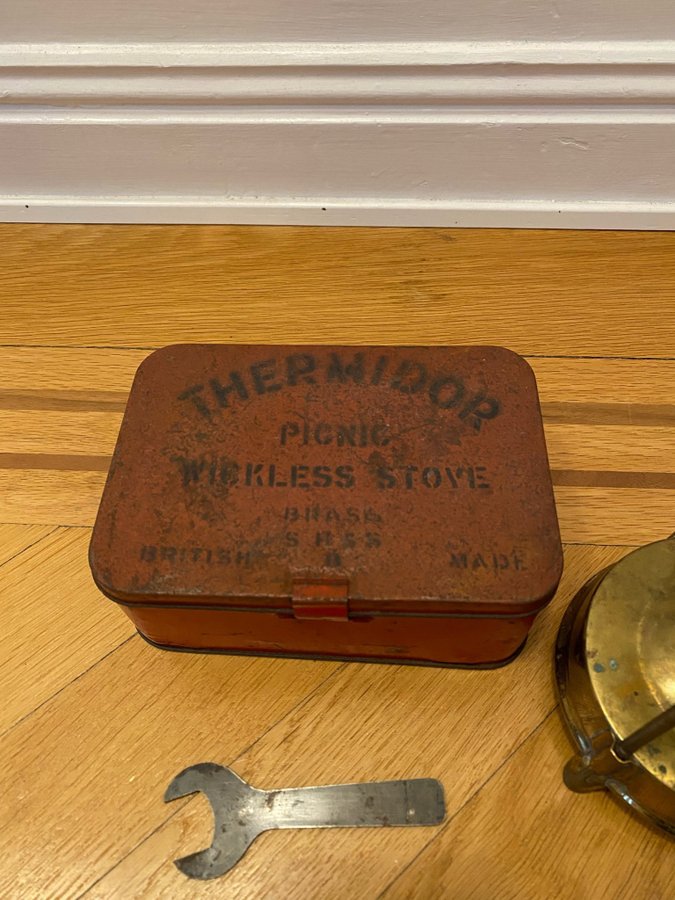 THERMIDOR
PICNIC
WICKLESS STOVE
BRASS
BRITISH MADE